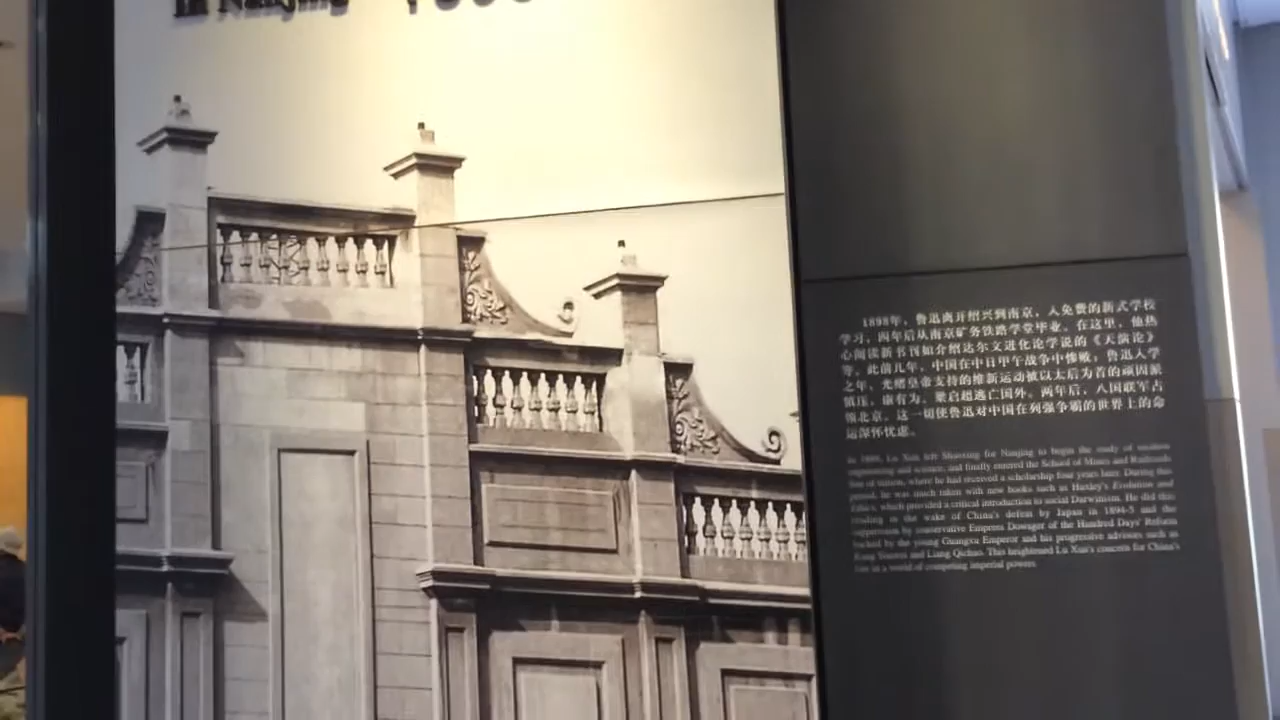 In Nanjing
1898年，鲁迅离开绍兴到南京，入免费的新式学校
学习，四年后从南京矿务铁路学堂毕业。在这里，他热
心阅读新书刊如介绍达尔文进化论学说的《天演论》
等。此前几年，中国在中日甲午战争中惨败，鲁迅入学
之年，光绪皇帝支持的维新运动被以太后为首的顽固派
镇压，康有为、梁启超逃亡国外。两年后，八国联军占
领北京。这一切使鲁迅对中国在列强争霸的世界上的命
运深怀忧虑。
In 1898, Lu Xun left Shaoxing for Nanjing to begin the study of modern
engineering and science, and finally entered the School of Mines and Railroads
free of tuition, where he had received a scholarship four years later. During this
period, he was much taken with new books such as Huxley's Evolution and
Ethics, which provided a critical introduction to social Darwinism. He did this
reading in the wake of China's defeat by Japan in 1894-5 and the
suppression by conservative Empress Dowager of the Hundred Days' Reform
backed by the young Guangxu Emperor and his progressive advisors such as
Kang Youwei and Liang Qichao. This heightened Lu Xun's concern for China's
fate in a world of competing imperial powers.